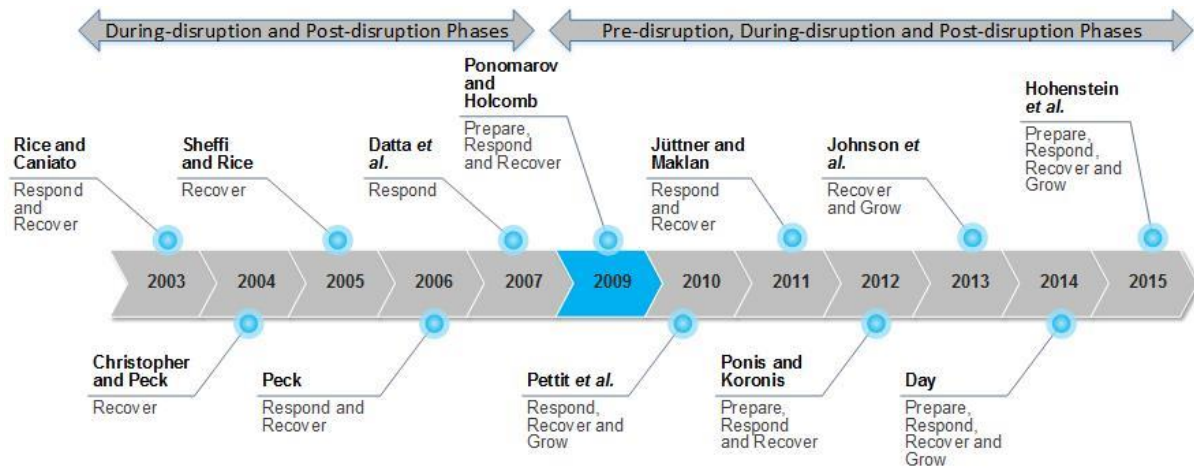 During-disruption and Post-disruption Phases
Pre-disruption, During-disruption and Post-disruption Phases
Rice and
Caniato
Respond
and
Recover
Sheffi
and Rice
Recover
Datta et
al.
Respond
Ponomarov
and
Holcomb
Prepare,
Respond
and Recover
Jüttner and
Maklan
Respond
and
Recover
Johnson et
al.
Recover
and Grow
Hohenstein
et al.
Prepare,
Respond,
Recover and
Grow
2003
2004
2005
2006
2007
2009
2010
2011
2012
2013
2014
2015
Christopher
and Peck
Recover
Peck
Respond and
Recover
Pettit et al.
Respond,
Recover and
Grow
Ponis and
Koronis
Prepare,
Respond
and Recover
Day
Prepare,
Respond,
Recover and
Grow